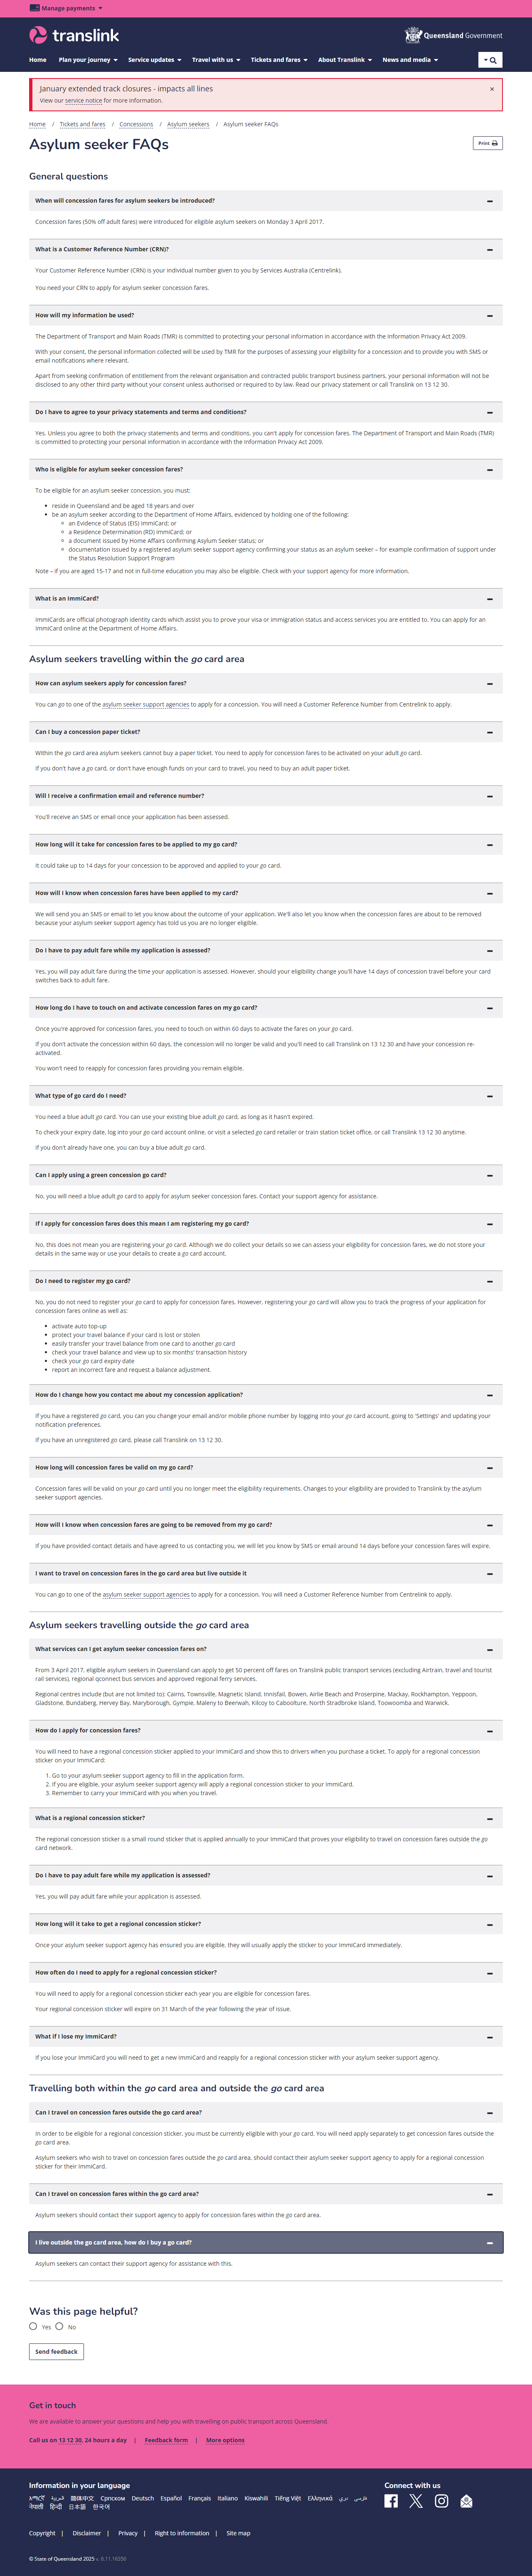 Manage payments
translink
Queensland Government
Home Plan your journey Service updates Travel with us Tickets and fares About Translink News and media
January extended track closures - impacts all lines
View our service notice for more information.
Home / Tickets and fares / Concessions / Asylum seekers / Asylum seeker FAQs
Asylum seeker FAQs
Print
General questions
When will concession fares for asylum seekers be introduced?
Concession fares (50% off adult fares) were introduced for eligible asylum seekers on Monday 3 April 2017.
What is a Customer Reference Number (CRN)?
Your Customer Reference Number (CRN) is your individual number given to you by Services Australia (Centrelink).
You need your CRN to apply for asylum seeker concession fares.
How will my information be used?
The Department of Transport and Main Roads (TMR) is committed to protecting your personal information in accordance with the Information Privacy Act 2009.
With your consent, the personal information collected will be used by TMR for the purposes of assessing your eligibility for a concession and to provide you with SMS or
email notifications where relevant.
Apart from seeking confirmation of entitlement from the relevant organisation and contracted public transport business partners, your personal information will not be
disclosed to any other third party without your consent unless authorised or required to by law. Read our privacy statement or call Translink on 13 12 30.
Do I have to agree to your privacy statements and terms and conditions?
Yes. Unless you agree to both the privacy statements and terms and conditions, you can't apply for concession fares. The Department of Transport and Main Roads (TMR)
is committed to protecting your personal information in accordance with the Information Privacy Act 2009.
Who is eligible for asylum seeker concession fares?
To be eligible for an asylum seeker concession, you must:
reside in Queensland and be aged 18 years and over
be an asylum seeker according to the Department of Home Affairs, evidenced by holding one of the following:
an Evidence of Status (EIS) ImmiCard; or
a Residence Determination (RD) ImmiCard; or
a document issued by Home Affairs confirming Asylum Seeker status; or
documentation issued by a registered asylum seeker support agency confirming your status as an asylum seeker – for example confirmation of support under
the Status Resolution Support Program
Note – if you are aged 15-17 and not in full-time education you may also be eligible. Check with your support agency for more information.
What is an ImmiCard?
ImmiCards are official photograph identity cards which assist you to prove your visa or immigration status and access services you are entitled to. You can apply for an
ImmiCard online at the Department of Home Affairs.
Asylum seekers travelling within the go card area
How can asylum seekers apply for concession fares?
You can go to one of the asylum seeker support agencies to apply for a concession. You will need a Customer Reference Number from Centrelink to apply.
Can I buy a concession paper ticket?
Within the go card area asylum seekers cannot buy a paper ticket. You need to apply for concession fares to be activated on your adult go card.
If you don't have a go card, or don't have enough funds on your card to travel, you need to buy an adult paper ticket.
Will I receive a confirmation email and reference number?
You'll receive an SMS or email once your application has been assessed.
How long will it take for concession fares to be applied to my go card?
It could take up to 14 days for your concession to be approved and applied to your go card.
How will I know when concession fares have been applied to my card?
We will send you an SMS or email to let you know about the outcome of your application. We'll also let you know when the concession fares are about to be removed
because your asylum seeker support agency has told us you are no longer eligible.
Do I have to pay adult fare while my application is assessed?
Yes, you will pay adult fare during the time your application is assessed. However, should your eligibility change you'll have 14 days of concession travel before your card
switches back to adult fare.
How long do I have to touch on and activate concession fares on my go card?
Once you're approved for concession fares, you need to touch on within 60 days to activate the fares on your go card.
If you don't activate the concession within 60 days, the concession will no longer be valid and you'll need to call Translink on 13 12 30 and have your concession re-
activated.
You won't need to reapply for concession fares providing you remain eligible.
What type of go card do I need?
You need a blue adult go card. You can use your existing blue adult go card, as long as it hasn't expired.
To check your expiry date, log into your go card account online, or visit a selected go card retailer or train station ticket office, or call Translink 13 12 30 anytime.
If you don't already have one, you can buy a blue adult go card.
Can I apply using a green concession go card?
No, you will need a blue adult go card to apply for asylum seeker concession fares. Contact your support agency for assistance.
If I apply for concession fares does this mean I am registering my go card?
No, this does not mean you are registering your go card. Although we do collect your details so we can assess your eligibility for concession fares, we do not store your
details in the same way or use your details to create a go card account.
Do I need to register my go card?
No, you do not need to register your go card to apply for concession fares. However, registering your go card will allow you to track the progress of your application for
concession fares online as well as:
activate auto top-up
protect your travel balance if your card is lost or stolen
easily transfer your travel balance from one card to another go card
check your travel balance and view up to six months' transaction history
check your go card expiry date
report an incorrect fare and request a balance adjustment.
How do I change how you contact me about my concession application?
If you have a registered go card, you can you change your email and/or mobile phone number by logging into your go card account, going to 'Settings' and updating your
notification preferences.
If you have an unregistered go card, please call Translink on 13 12 30.
How long will concession fares be valid on my go card?
Concession fares will be valid on your go card until you no longer meet the eligibility requirements. Changes to your eligibility are provided to Translink by the asylum
seeker support agencies.
How will I know when concession fares are going to be removed from my go card?
If you have provided contact details and have agreed to us contacting you, we will let you know by SMS or email around 14 days before your concession fares will expire.
I want to travel on concession fares in the go card area but live outside it
You can go to one of the asylum seeker support agencies to apply for a concession. You will need a Customer Reference Number from Centrelink to apply.
Asylum seekers travelling outside the go card area
What services can I get asylum seeker concession fares on?
From 3 April 2017, eligible asylum seekers in Queensland can apply to get 50 percent off fares on Translink public transport services (excluding Airtrain, travel and tourist
rail services), regional qconnect bus services and approved regional ferry services.
Regional centres include (but are not limited to): Cairns, Townsville, Magnetic Island, Innisfail, Bowen, Airlie Beach and Proserpine, Mackay, Rockhampton, Yeppoon,
Gladstone, Bundaberg, Hervey Bay, Maryborough, Gympie, Maleny to Beerwah, Kilcoy to Caboolture, North Stradbroke Island, Toowoomba and Warwick.
How do I apply for concession fares?
You will need to have a regional concession sticker applied to your ImmiCard and show this to drivers when you purchase a ticket. To apply for a regional concession
sticker on your ImmiCard:
1. Go to your asylum seeker support agency to fill in the application form.
2. If you are eligible, your asylum seeker support agency will apply a regional concession sticker to your ImmiCard.
3. Remember to carry your ImmiCard with you when you travel.
What is a regional concession sticker?
The regional concession sticker is a small round sticker that is applied annually to your ImmiCard that proves your eligibility to travel on concession fares outside the go
card network.
Do I have to pay adult fare while my application is assessed?
Yes, you will pay adult fare while your application is assessed.
How long will it take to get a regional concession sticker?
Once your asylum seeker agency has ensured you are eligible, they will usually apply the sticker to your ImmiCard immediately.
How often do I need to apply for a regional concession sticker?
You will need to apply for a regional concession sticker each year you are eligible for concession fares.
Your regional concession sticker will expire on 31 March of the year following the year of issue.
What if I lose my ImmiCard?
If you lose your ImmiCard you will need to get a new ImmiCard and reapply for a regional concession sticker with your asylum seeker support agency.
Travelling both within the go card area and outside the go card area
Can I travel on concession fares outside the go card area?
In order to be eligible for a regional concession sticker, you must be currently eligible with your go card. You will need apply separately to get concession fares outside the
go card area.
Asylum seekers who wish to travel on concession fares outside the go card area, should contact their asylum seeker support agency to apply for a regional concession
sticker for their ImmiCard.
Can I travel on concession fares within the go card area?
Asylum seekers should contact their support agency to apply for concession fares within the go card area.
I live outside the go card area, how do I buy a go card?
Asylum seekers can contact their support agency for assistance with this.
Was this page helpful?
Yes No
Send feedback
Get in touch
We are available to answer your questions and help you with travelling on public transport across Queensland.
Call us on 13 12 30, 24 hours a day | Feedback form | More options
Information in your language
Connect with us
አማርኛ العربية 简体中文 Српском Deutsch Español Français Italiano Kiswahili Tiếng Việt Ελληνικά دری فارسی
नेपाली हिन्दी 日本語 한국어
Copyright | Disclaimer | Privacy | Right to information | Site map
© State of Queensland 2025 v. 6.11.16356